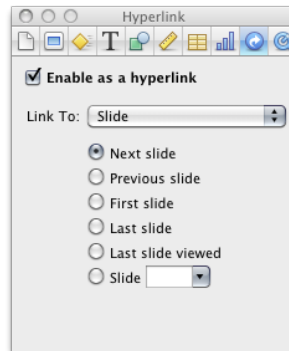 Hyperlink
T
Enable as a hyperlink
Link To: Slide
Next slide
Previous slide
First slide
Last slide
Last slide viewed
Slide